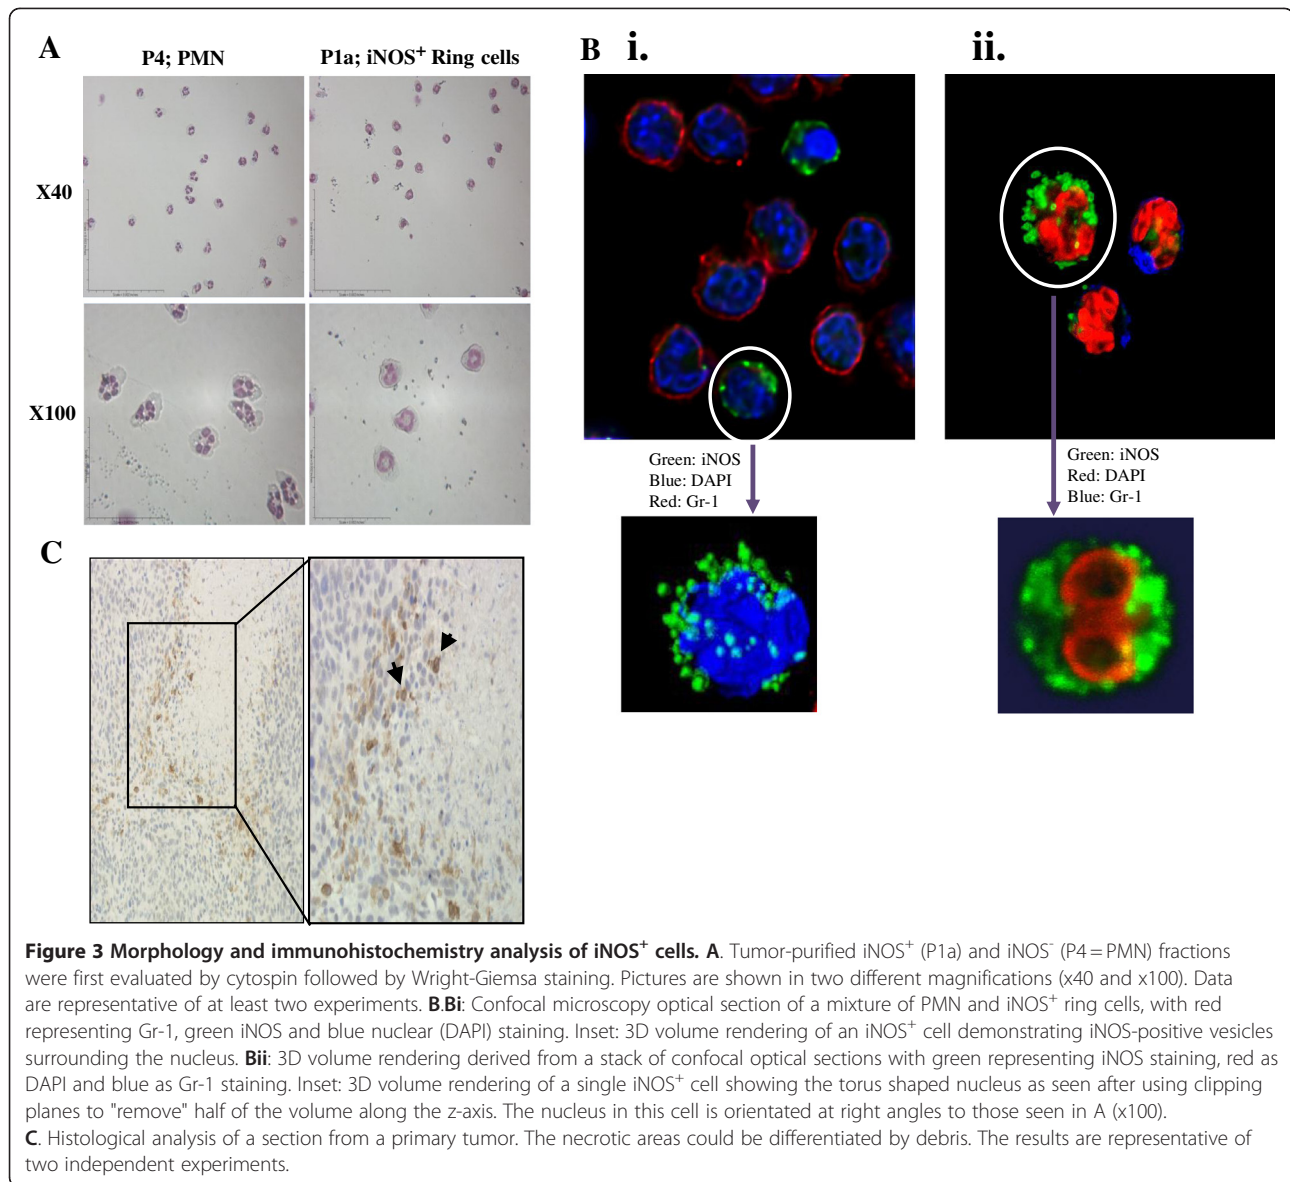 A
P4; PMN
P1a; iNOS⁺ Ring cells
X40
X100
B
i.
ii.
Green: iNOS
Blue: DAPI
Red: Gr-1
Green: iNOS
Red: DAPI
Blue: Gr-1
C
Figure 3 Morphology and immunohistochemistry analysis of iNOS⁺ cells. A. Tumor-purified iNOS⁺ (P1a) and iNOS⁻ (P4 = PMN) fractions
were first evaluated by cytospin followed by Wright-Giemsa staining. Pictures are shown in two different magnifications (x40 and x100). Data
are representative of at least two experiments. B.Bi: Confocal microscopy optical section of a mixture of PMN and iNOS⁺ ring cells, with red
representing Gr-1, green iNOS and blue nuclear (DAPI) staining. Inset: 3D volume rendering of an iNOS⁺ cell demonstrating iNOS-positive vesicles
surrounding the nucleus. Bii: 3D volume rendering derived from a stack of confocal optical sections with green representing iNOS staining, red as
DAPI and blue as Gr-1 staining. Inset: 3D volume rendering of a single iNOS⁺ cell showing the torus shaped nucleus as seen after using clipping
planes to "remove" half of the volume along the z-axis. The nucleus in this cell is orientated at right angles to those seen in A (x100).
C. Histological analysis of a section from a primary tumor. The necrotic areas could be differentiated by debris. The results are representative of
two independent experiments.